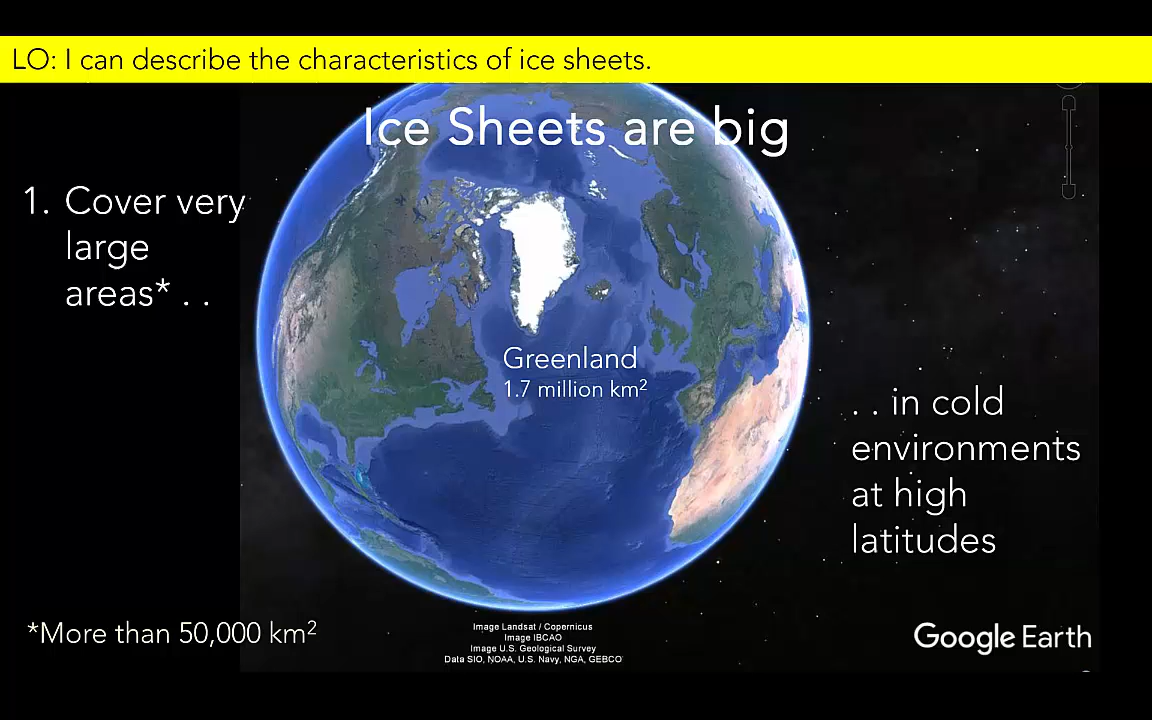 LO: I can describe the characteristics of ice sheets.
Ice Sheets are big
1. Cover very
large
areas* . .
Greenland
1.7 million km²
. . in cold
environments
at high
latitudes
*More than 50,000 km²
Image Landsat / Copernicus
Image IBCAO
Image U.S. Geological Survey
Data SIO, NOAA, U.S. Navy, NGA, GEBCO
Google Earth